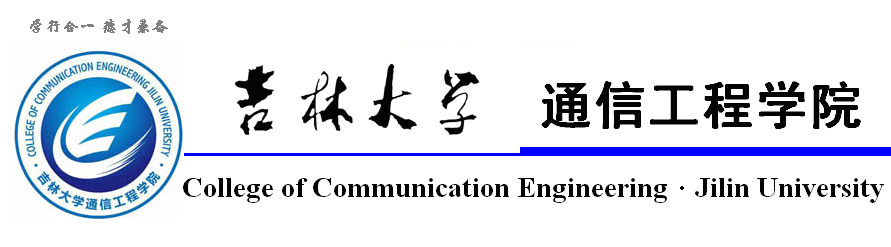 学行合一 德才兼备
COLLEGE OF COMMUNICATION ENGINEERING JILIN UNIVERSITY
·吉林大学通信工程学院·
吉林大学 通信工程学院
College of Communication Engineering · Jilin University